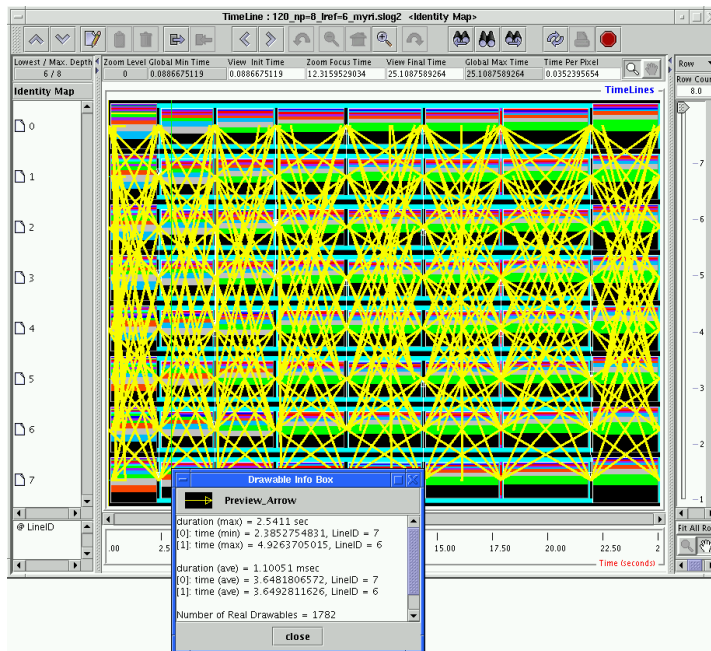 TimeLine : 120_np=8_lref=6_myri.slog2 <Identity Map>
Lowest / Max. Depth
6 / 8
Zoom Level
0
Global Min Time
0.0886675119
View Init Time
0.0886675119
Zoom Focus Time
12.3159529034
View Final Time
25.1087589264
Global Max Time
25.1087589264
Time Per Pixel
0.0352395654
Row
Row Cour
8.0
Identity Map
TimeLines
0
1
2
3
4
5
6
7
7
6
5
4
3
2
1
@ LineID
Fit All Ro
.00
2.5
15.00
17.50
20.00
22.50
2
Time (seconds)
Drawable Info Box
Preview_Arrow
duration (max) = 2.5411 sec
[0]: time (min) = 2.3852754831, LineID = 7
[1]: time (max) = 4.9263705015, LineID = 6
duration (ave) = 1.10051 msec
[0]: time (ave) = 3.6481806572, LineID = 7
[1]: time (ave) = 3.6492811626, LineID = 6
Number of Real Drawables = 1782
close